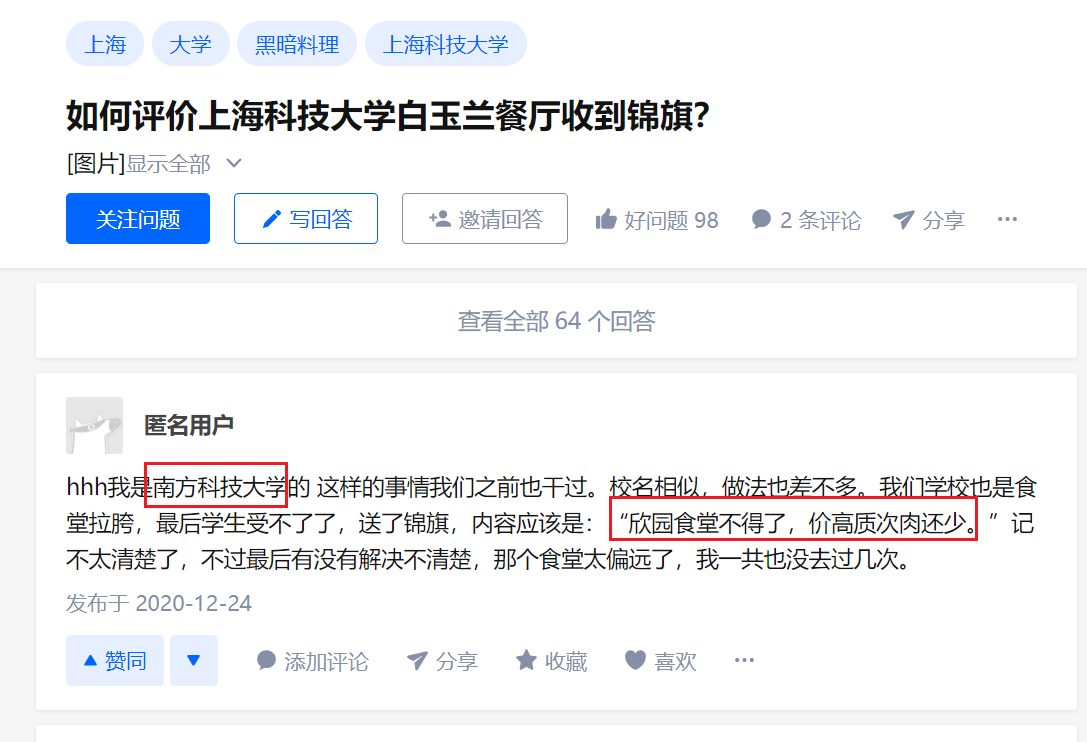 上海 大学 黑暗料理 上海科技大学
如何评价上海科技大学白玉兰餐厅收到锦旗？
[图片]显示全部
关注问题 写回答 邀请回答 好问题 98 2 条评论 分享 ···
查看全部 64 个回答
匿名用户
hhh我是南方科技大学的 这样的事情我们之前也干过。校名相似，做法也差不多。我们学校也是食
堂拉胯，最后学生受不了了，送了锦旗，内容应该是：“欣园食堂不得了，价高质次肉还少。”记
不太清楚了，不过最后有没有解决不清楚，那个食堂太偏远了，我一共也没去过几次。
发布于 2020-12-24
赞同 添加评论 分享 收藏 喜欢 ···